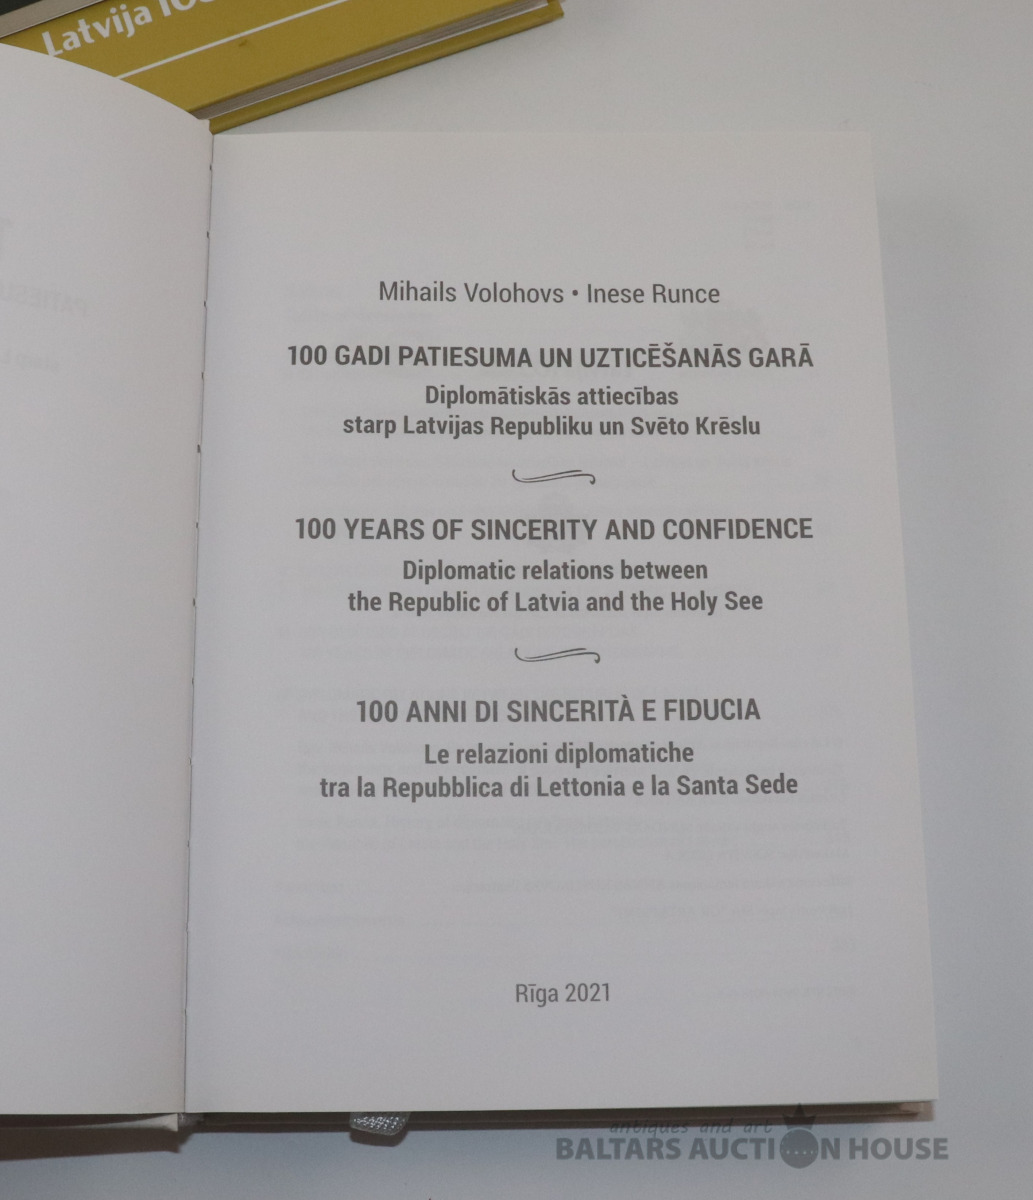 Latvija
Mihails Volohovs • Inese Runce
100 GADI PATIESUMA UN UZTICĒŠANĀS GARĀ
Diplomātiskās attiecības
starp Latvijas Republiku un Svēto Krēslu
100 YEARS OF SINCERITY AND CONFIDENCE
Diplomatic relations between
the Republic of Latvia and the Holy See
100 ANNI DI SINCERITÀ E FIDUCIA
Le relazioni diplomatiche
tra la Repubblica di Lettonia e la Santa Sede
Rīga 2021
antiques and art
BALTARS AUCTION HOUSE